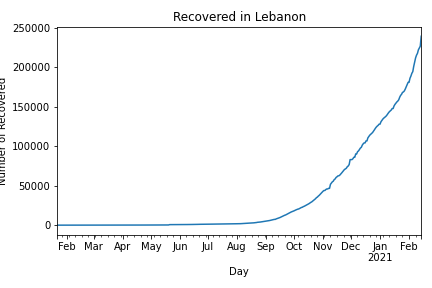 Recovered in Lebanon
Number of Recovered
250000
200000
150000
100000
50000
0
Feb Mar Apr May Jun Jul Aug Sep Oct Nov Dec Jan Feb
2021
Day